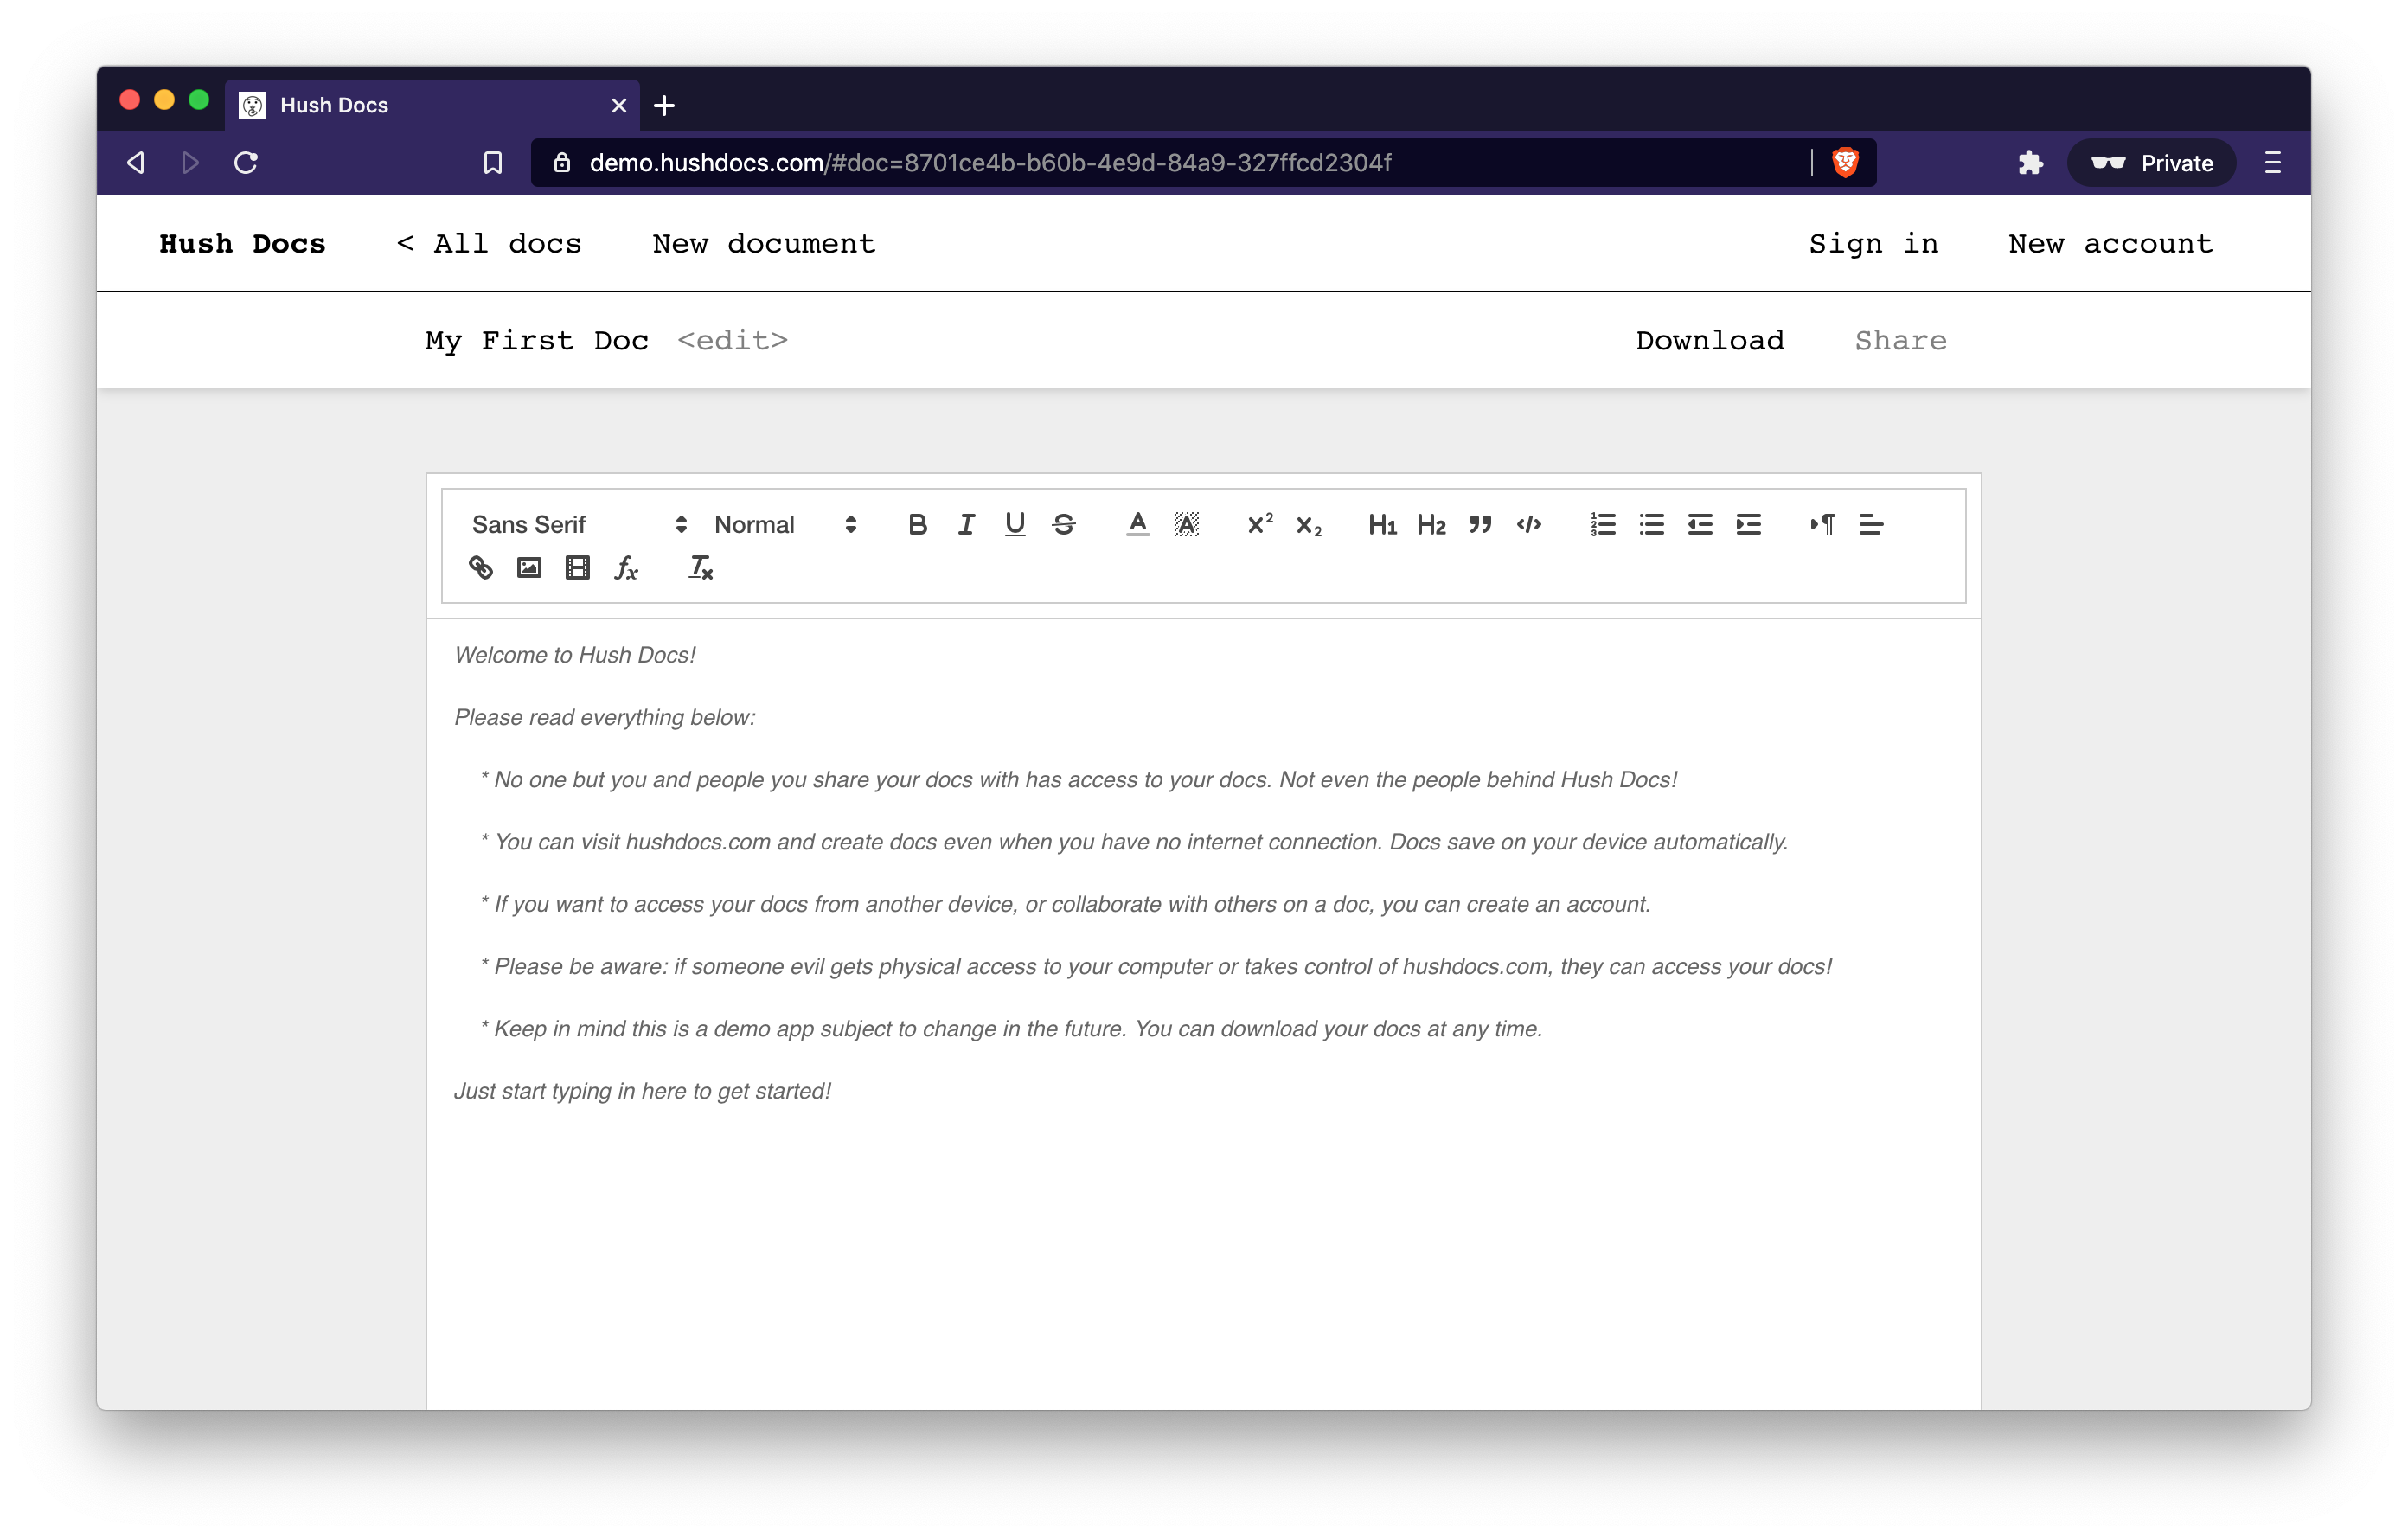 Hush Docs
demo.hushdocs.com/#doc=8701ce4b-b60b-4e9d-84a9-327ffcd2304f
Private
Hush Docs < All docs New document Sign in New account
My First Doc <edit> Download Share
Sans Serif Normal B I U S A A x² x₂ H1 H2 ” </> ¶
fx Tx
Welcome to Hush Docs!
Please read everything below:
* No one but you and people you share your docs with has access to your docs. Not even the people behind Hush Docs!
* You can visit hushdocs.com and create docs even when you have no internet connection. Docs save on your device automatically.
* If you want to access your docs from another device, or collaborate with others on a doc, you can create an account.
* Please be aware: if someone evil gets physical access to your computer or takes control of hushdocs.com, they can access your docs!
* Keep in mind this is a demo app subject to change in the future. You can download your docs at any time.
Just start typing in here to get started!